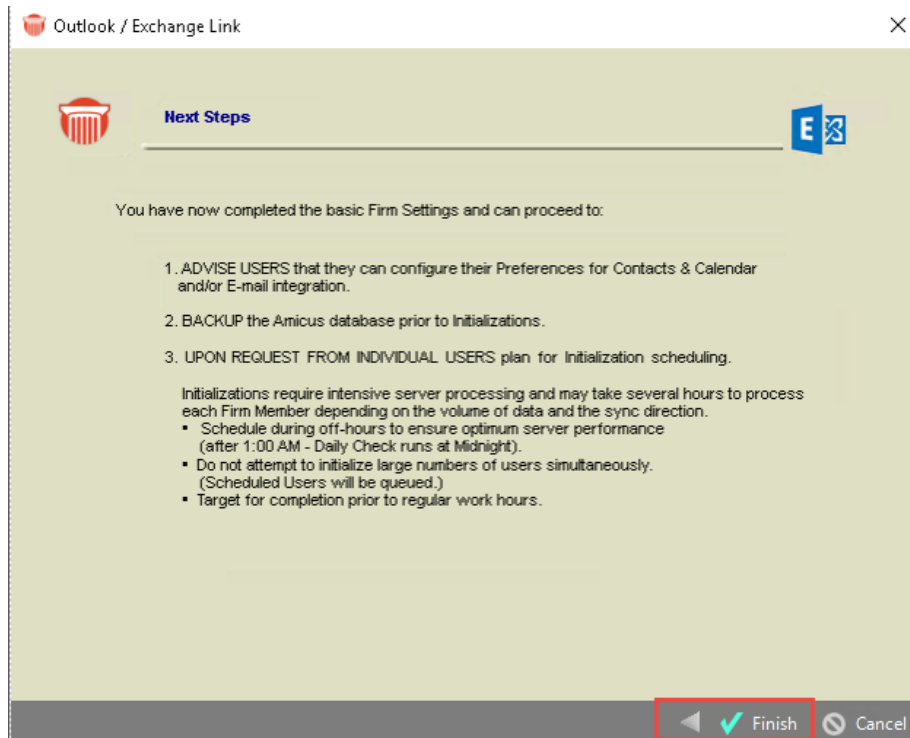 Outlook / Exchange Link
Next Steps
E
You have now completed the basic Firm Settings and can proceed to:
1. ADVISE USERS that they can configure their Preferences for Contacts & Calendar
and/or E-mail integration.
2. BACKUP the Amicus database prior to Initializations.
3. UPON REQUEST FROM INDIVIDUAL USERS plan for Initialization scheduling.
Initializations require intensive server processing and may take several hours to process
each Firm Member depending on the volume of data and the sync direction.
▪ Schedule during off-hours to ensure optimum server performance
(after 1:00 AM - Daily Check runs at Midnight).
▪ Do not attempt to initialize large numbers of users simultaneously.
(Scheduled Users will be queued.)
▪ Target for completion prior to regular work hours.
Finish Cancel